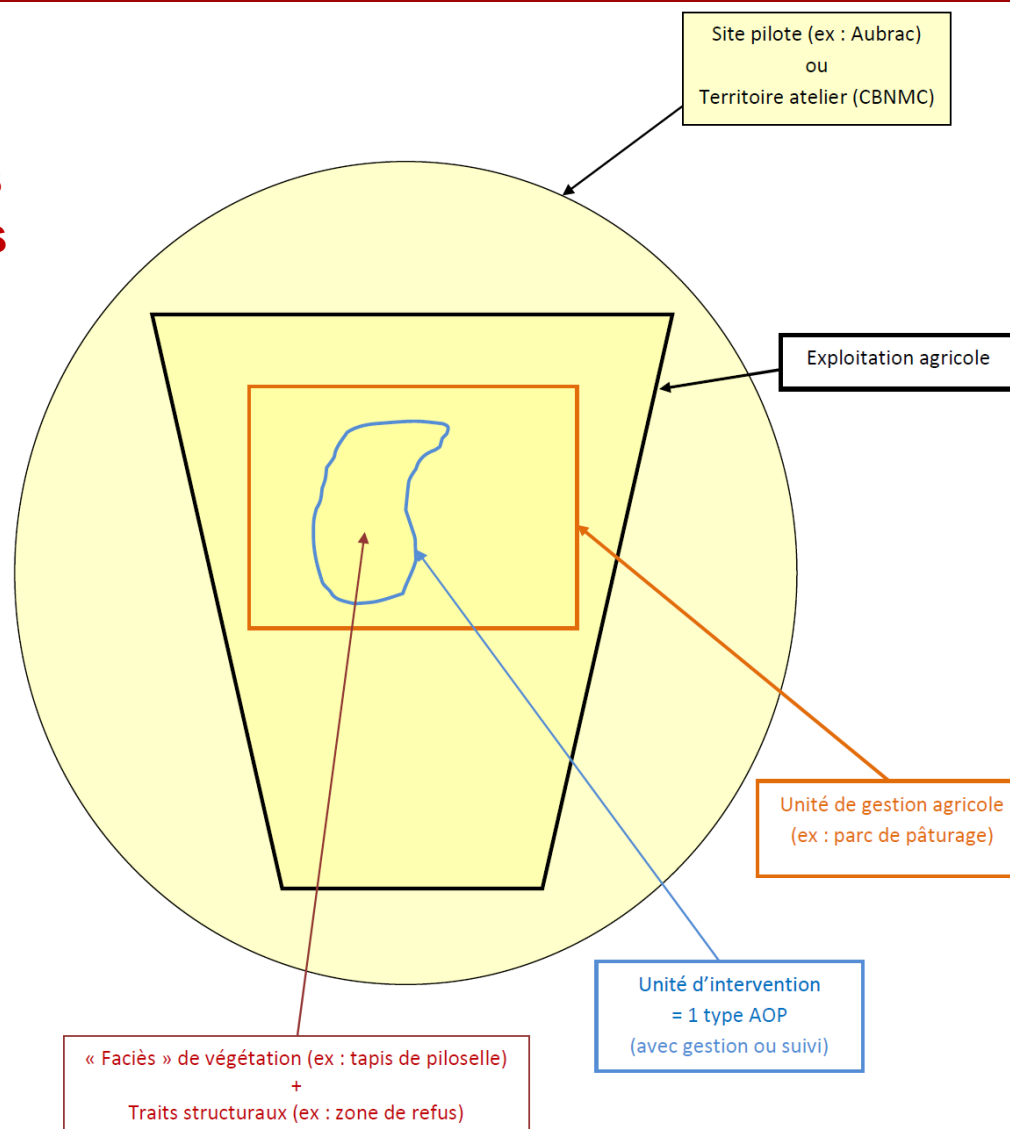 Site pilote (ex : Aubrac)
ou
Territoire atelier (CBNMC)
s
Exploitation agricole
Unité de gestion agricole
(ex : parc de pâturage)
Unité d’intervention
= 1 type AOP
(avec gestion ou suivi)
« Faciès » de végétation (ex : tapis de piloselle)
+
Traits structuraux (ex : zone de refus)